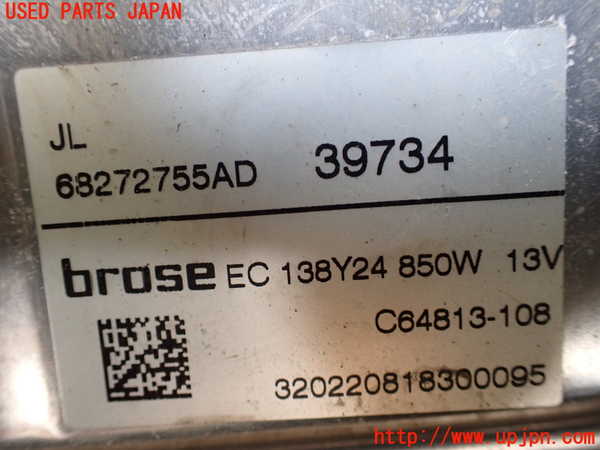 USED PARTS JAPAN
JL
68272755AD 39734
brose EC 138Y24 850W 13V
C64813-108
320220818300095
http://www.upjpn.com/